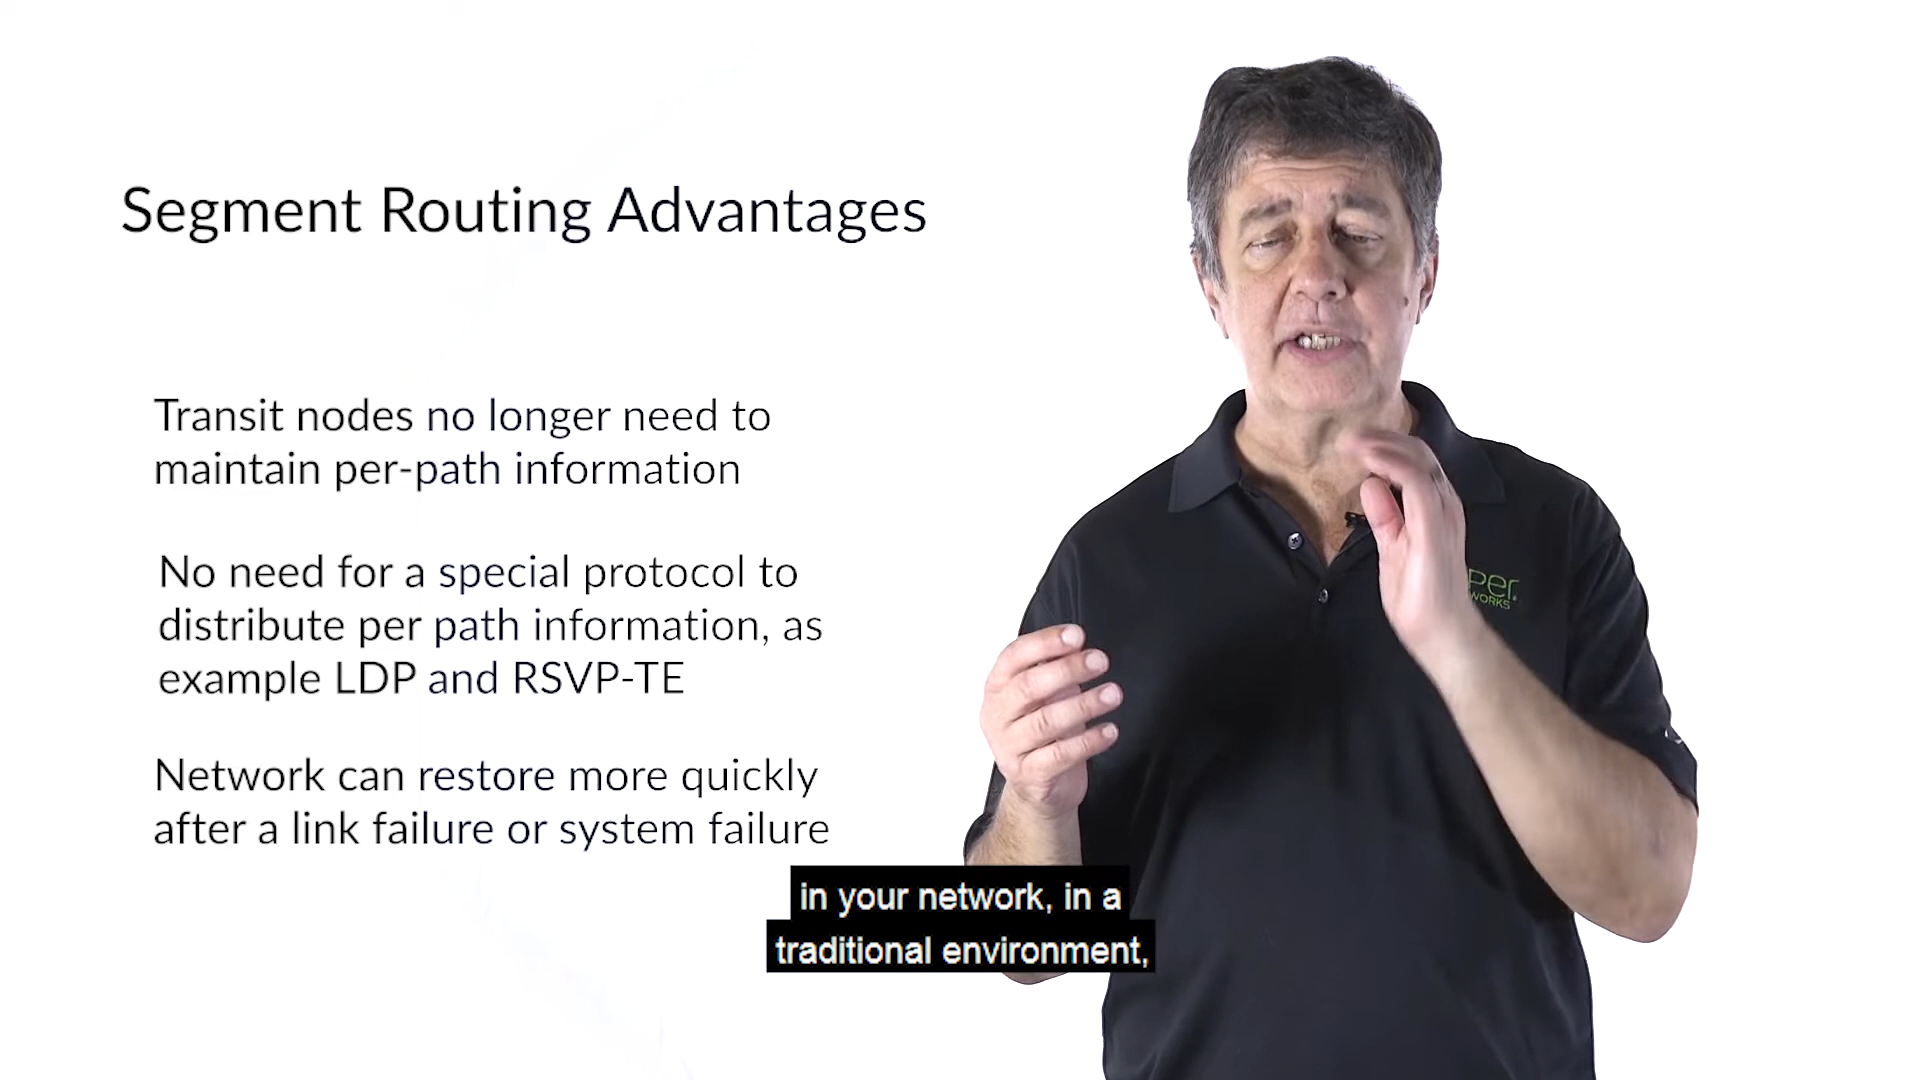 Segment Routing Advantages
Transit nodes no longer need to
maintain per-path information
No need for a special protocol to
distribute per path information, as
example LDP and RSVP-TE
Network can restore more quickly
after a link failure or system failure
in your network, in a
traditional environment,